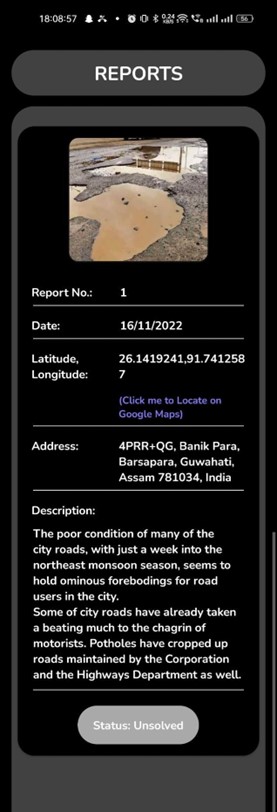 18:08:57 0.24 KB/S 56
REPORTS
Report No.: 1
Date: 16/11/2022
Latitude, Longitude: 26.1419241,91.741258
7
(Click me to Locate on
Google Maps)
Address: 4PRR+QG, Banik Para,
Barsapara, Guwahati,
Assam 781034, India
Description:
The poor condition of many of the
city roads, with just a week into the
northeast monsoon season, seems to
hold ominous forebodings for road
users in the city.
Some of city roads have already taken
a beating much to the chagrin of
motorists. Potholes have cropped up
roads maintained by the Corporation
and the Highways Department as well.
Status: Unsolved